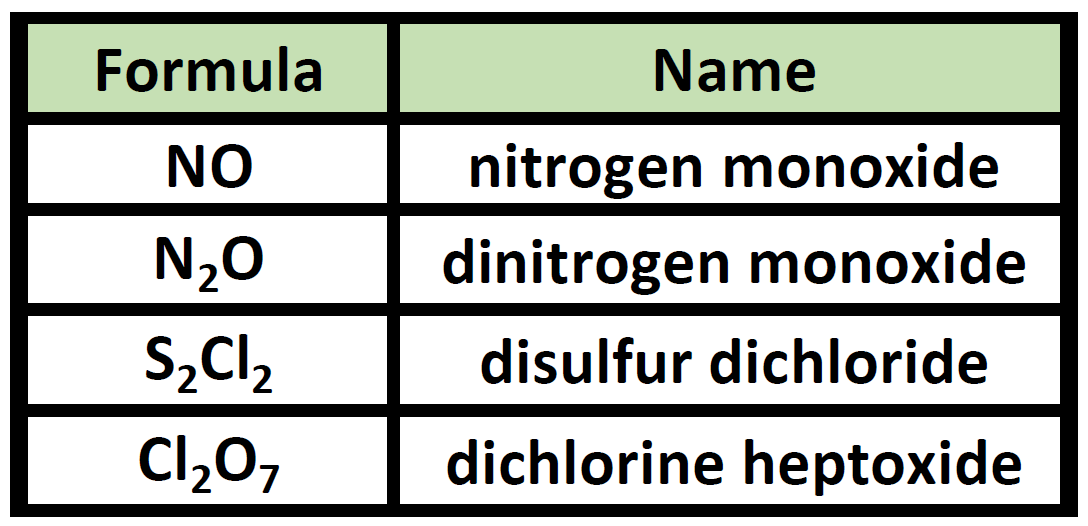 Formula Name
NO nitrogen monoxide
N₂O dinitrogen monoxide
S₂Cl₂ disulfur dichloride
Cl₂O₇ dichlorine heptoxide